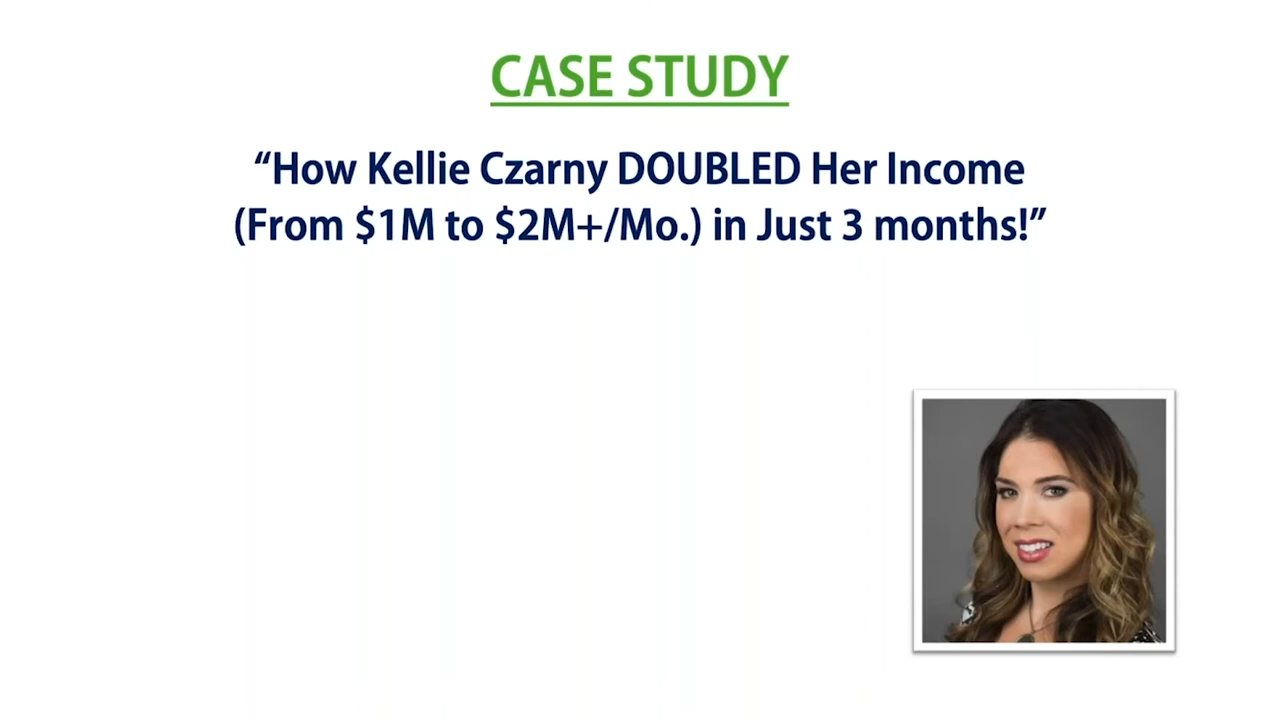 CASE STUDY
“How Kellie Czarny DOUBLED Her Income
(From $1M to $2M+/Mo.) in Just 3 months!”